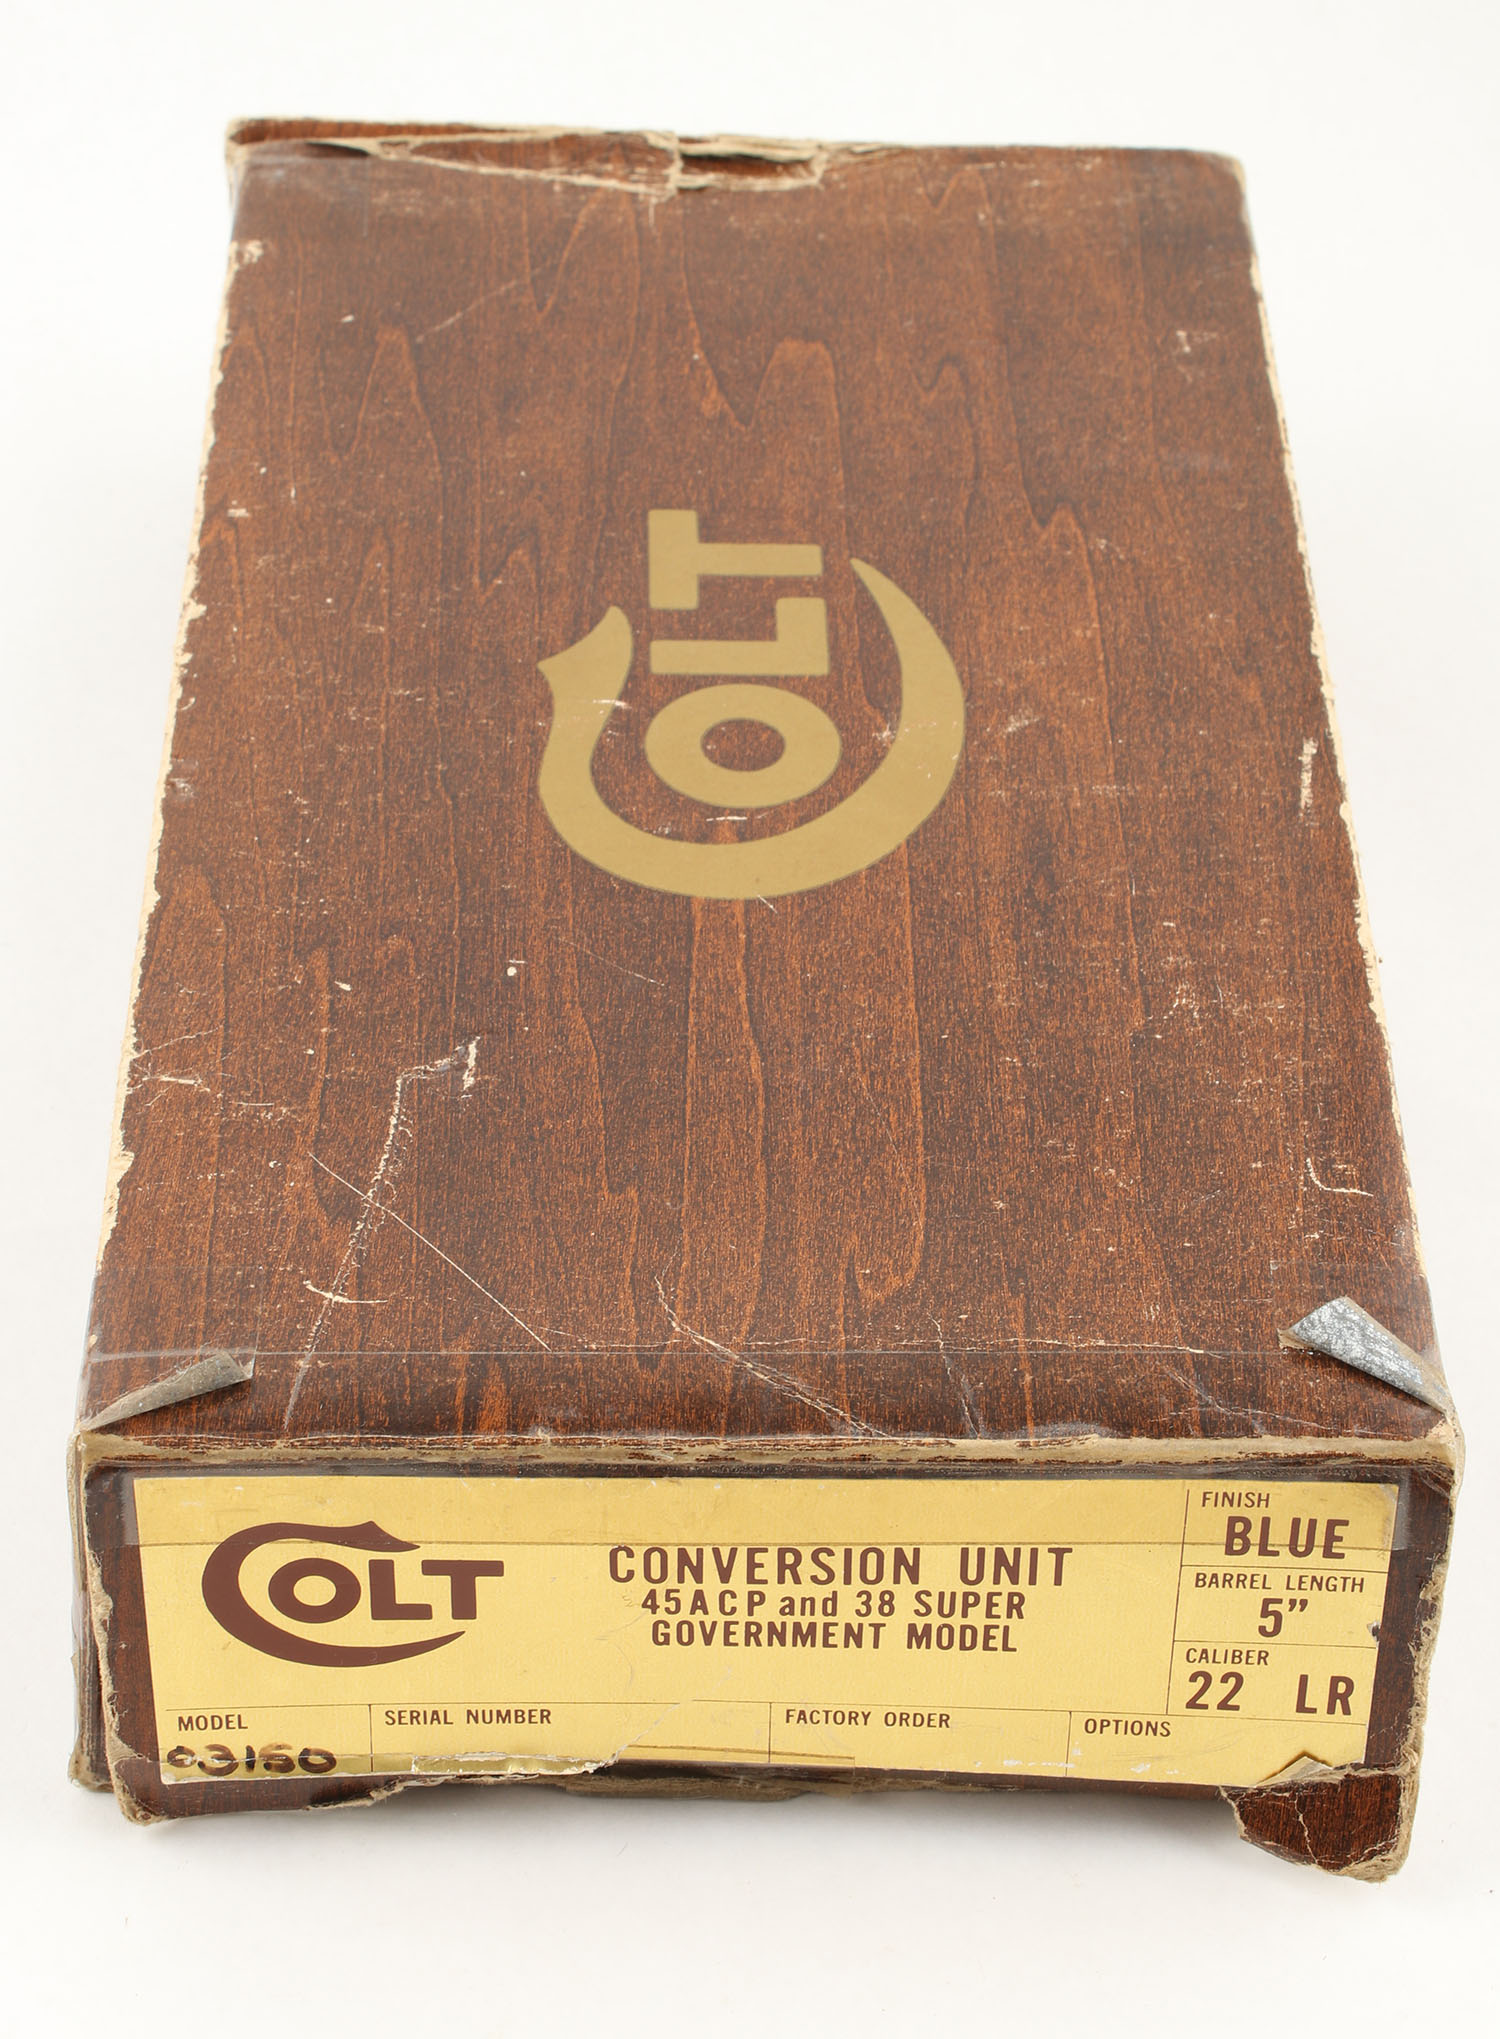 COLT
COLT
CONVERSION UNIT
45ACP and 38 SUPER
GOVERNMENT MODEL
FINISH
BLUE
BARREL LENGTH
5”
CALIBER
22 LR
MODEL
03150
SERIAL NUMBER
FACTORY ORDER
OPTIONS